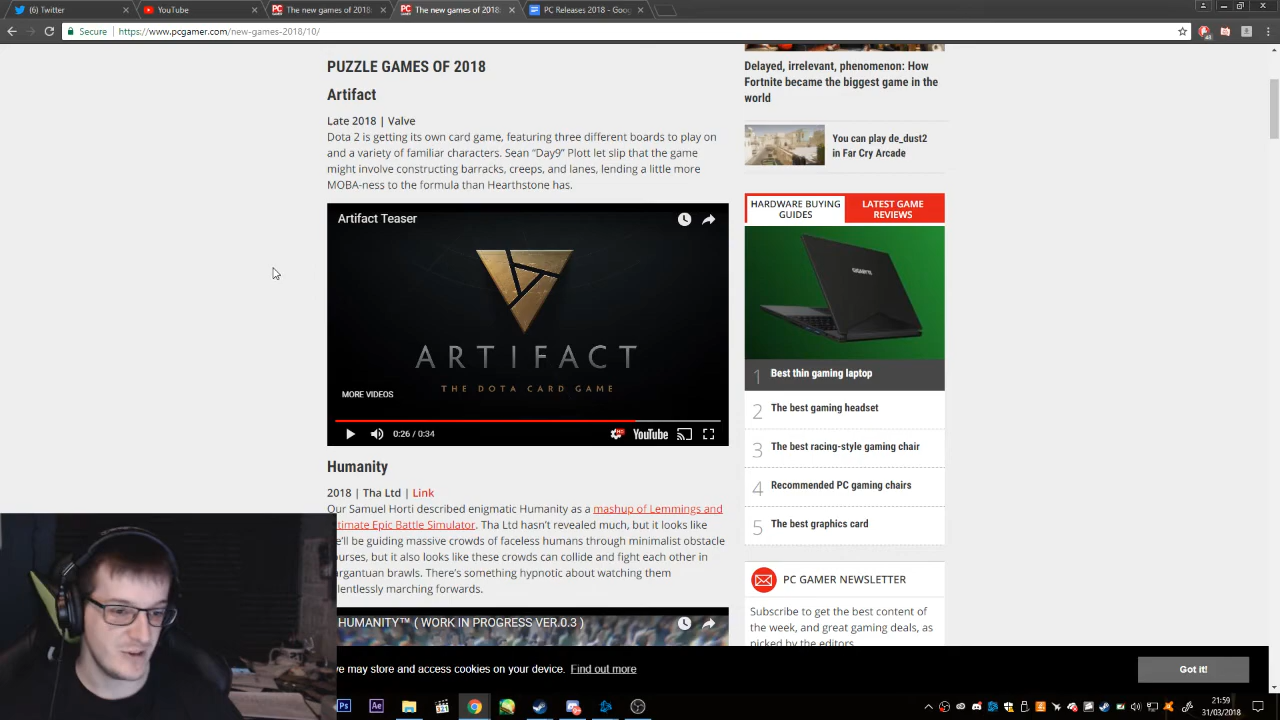 (6) Twitter
YouTube
The new games of 2018:
The new games of 2018:
PC Releases 2018 - Goog
Secure
https://www.pcgamer.com/new-games-2018/10/
PUZZLE GAMES OF 2018
Artifact
Late 2018 | Valve
Dota 2 is getting its own card game, featuring three different boards to play on
and a variety of familiar characters. Sean “Day9” Plott let slip that the game
might involve constructing barracks, creeps, and lanes, lending a little more
MOBA-ness to the formula than Hearthstone has.
Artifact Teaser
ARTIFACT
THE DOTA CARD GAME
MORE VIDEOS
0:26 / 0:34
HD
YouTube
Humanity
2018 | Tha Ltd | Link
Our Samuel Horti described enigmatic Humanity as a mashup of Lemmings and
timate Epic Battle Simulator. Tha Ltd hasn't revealed much, but it looks like
'll be guiding massive crowds of faceless humans through minimalist obstacle
urses, but it also looks like these crowds can collide and fight each other in
rgantuan brawls. There's something hypnotic about watching them
lentlessly marching forwards.
HUMANITY™ ( WORK IN PROGRESS VER.0.3 )
Delayed, irrelevant, phenomenon: How
Fortnite became the biggest game in the
world
You can play de_dust2
in Far Cry Arcade
HARDWARE BUYING
GUIDES
LATEST GAME
REVIEWS
GIGABYTE
1 Best thin gaming laptop
2 The best gaming headset
3 The best racing-style gaming chair
4 Recommended PC gaming chairs
5 The best graphics card
PC GAMER NEWSLETTER
Subscribe to get the best content of
the week, and great gaming deals, as
picked by the editors.
we may store and access cookies on your device. Find out more
Got it!
Ps
Ae
21:59
31/03/2018